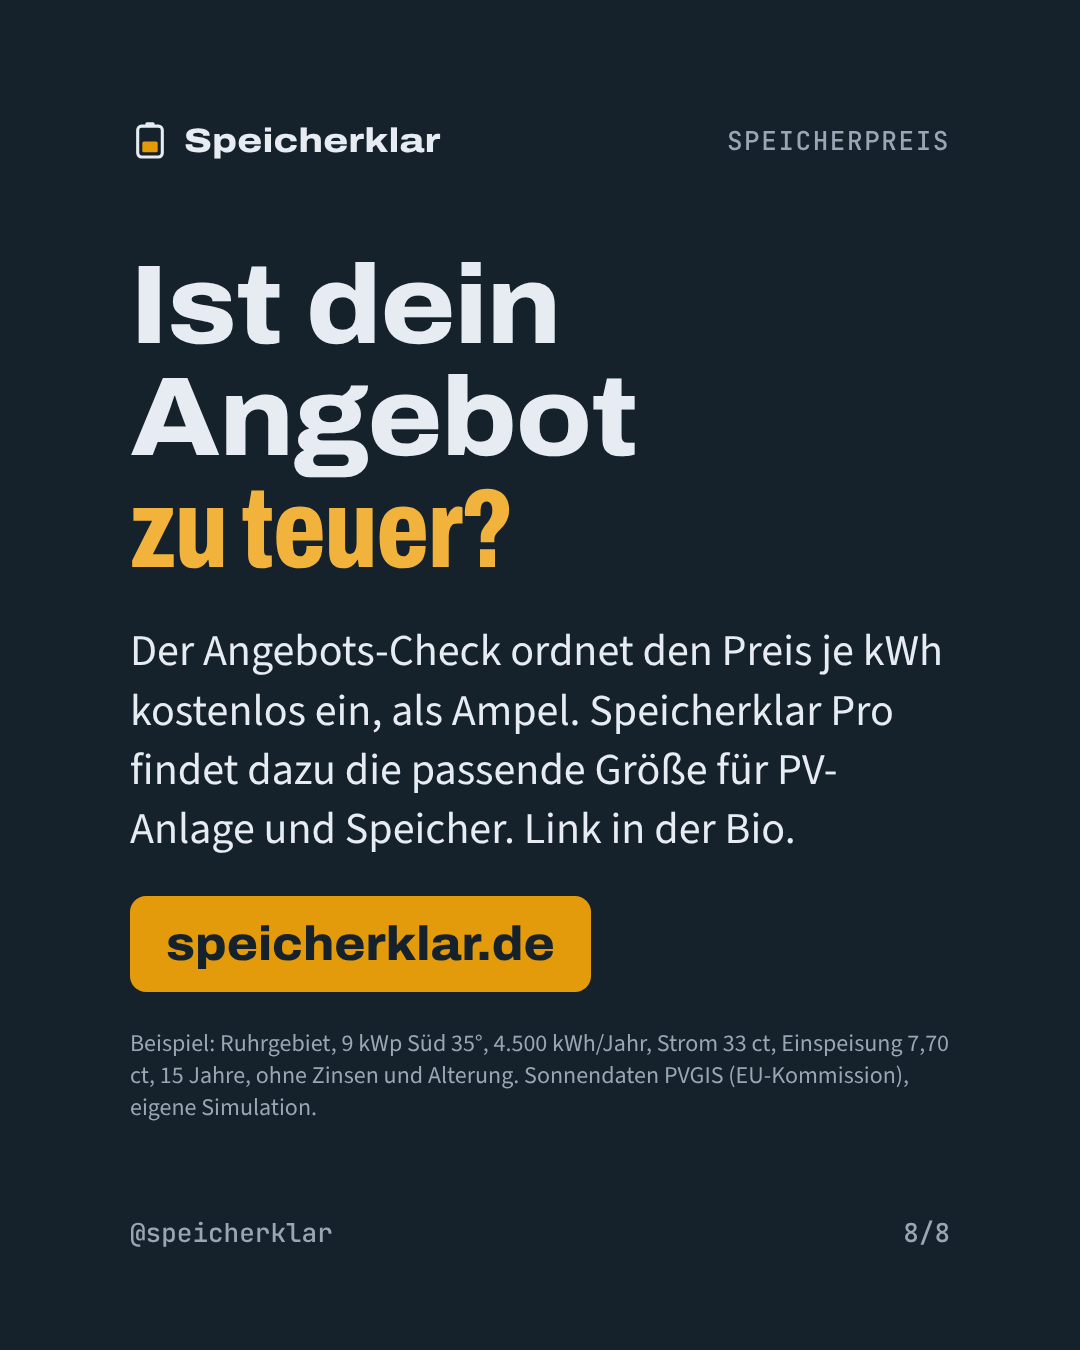 Speicherklar
SPEICHERPREIS
Ist dein
Angebot
zu teuer?
Der Angebots-Check ordnet den Preis je kWh
kostenlos ein, als Ampel. Speicherklar Pro
findet dazu die passende Größe für PV-
Anlage und Speicher. Link in der Bio.
speicherklar.de
Beispiel: Ruhrgebiet, 9 kWp Süd 35°, 4.500 kWh/Jahr, Strom 33 ct, Einspeisung 7,70
ct, 15 Jahre, ohne Zinsen und Alterung. Sonnendaten PVGIS (EU-Kommission),
eigene Simulation.
@speicherklar
8/8